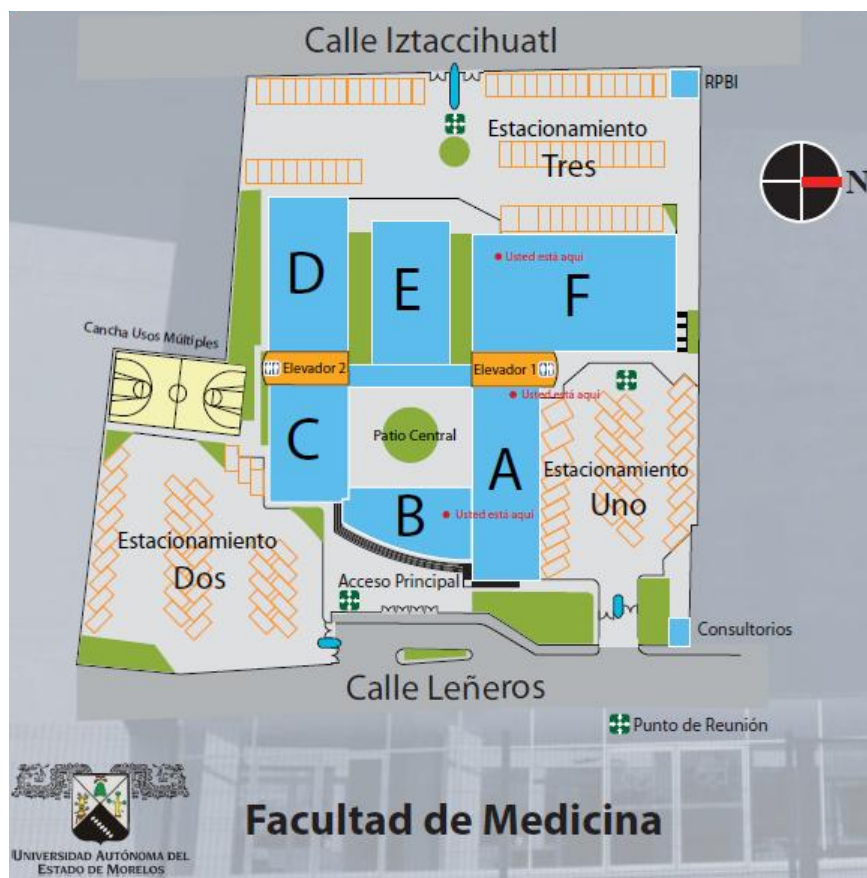 Calle Iztaccihuatl
RPBI
Estacionamiento
Tres
N
D
E
Usted está aquí
F
Cancha Usos Múltiples
Elevador 2
Elevador 1
Usted está aquí
C
Patio Central
A
Estacionamiento
Uno
B
Usted está aquí
Estacionamiento
Dos
Acceso Principal
Consultorios
Calle Leñeros
Punto de Reunión
Facultad de Medicina
UNIVERSIDAD AUTÓNOMA DEL
ESTADO DE MORELOS